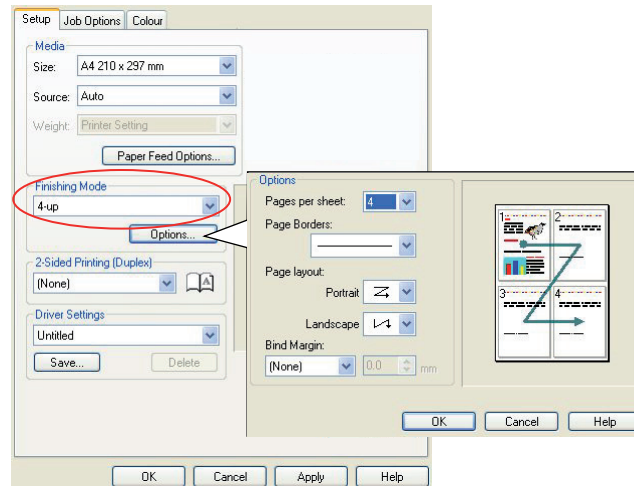 Setup Job Options Colour
Media
Size: A4 210 x 297 mm
Source: Auto
Weight: Printer Setting
Paper Feed Options...
Finishing Mode
4-up
Options...
2-Sided Printing (Duplex)
(None)
A
Driver Settings
Untitled
Save... Delete
OK Cancel Apply Help
Options
Pages per sheet: 4
Page Borders:
Page layout:
Portrait
Landscape
Bind Margin:
(None) 0.0 mm
1 2
3 4
OK Cancel Help